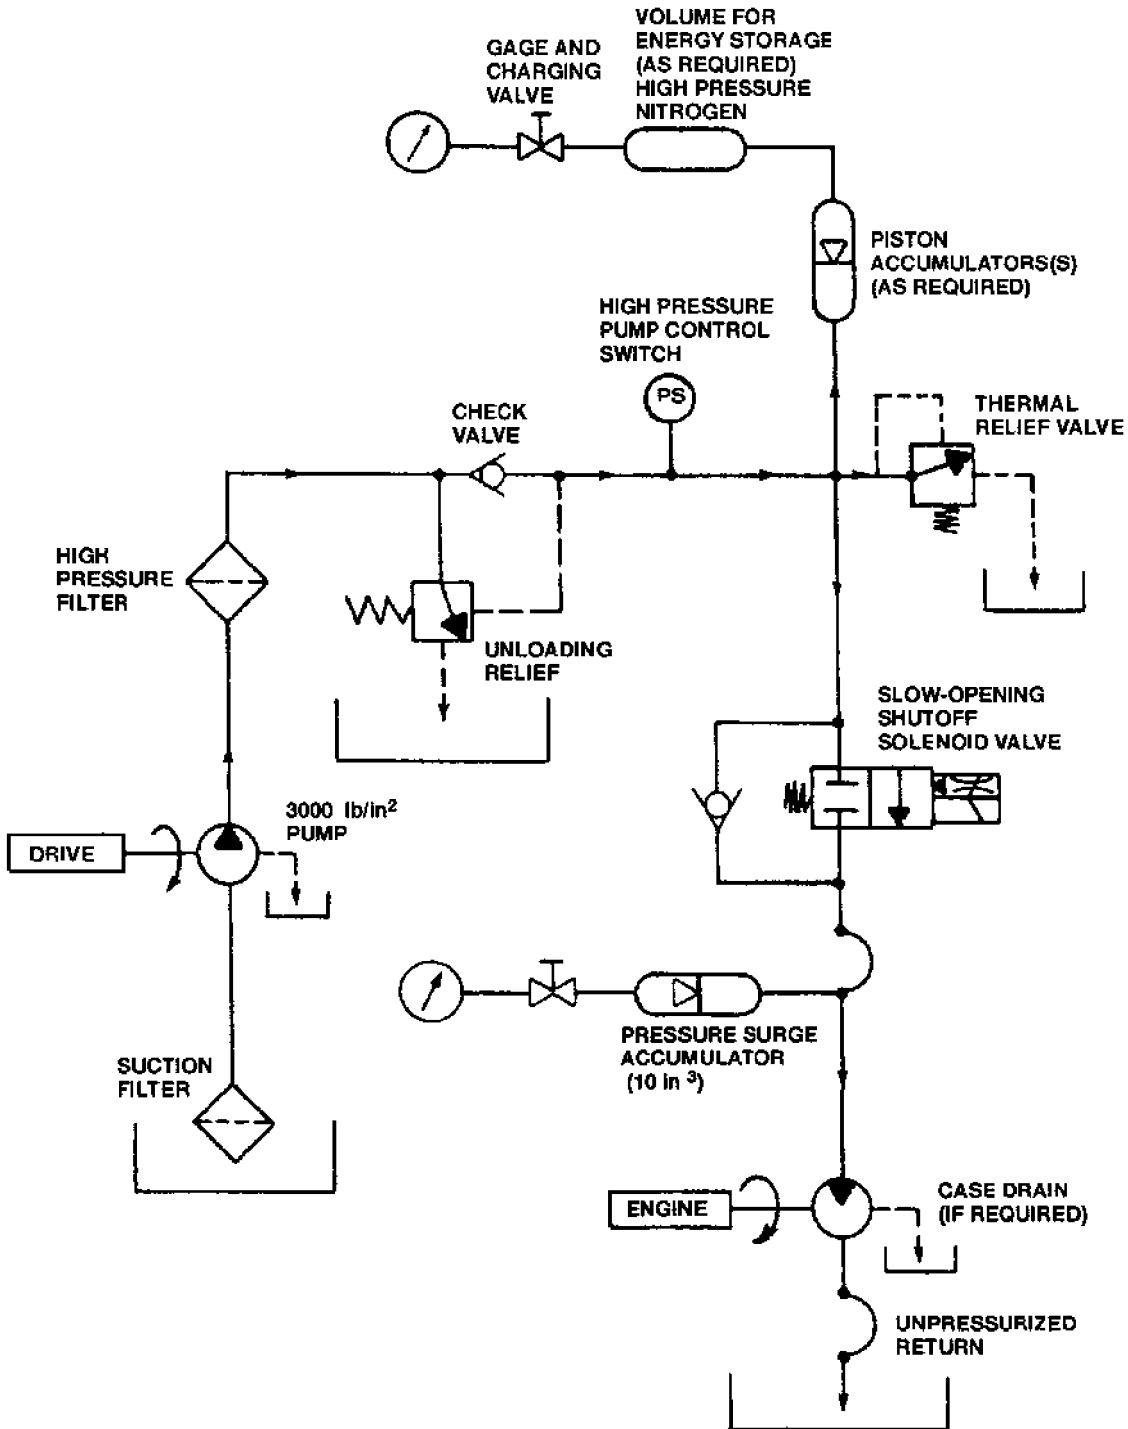 VOLUME FOR
ENERGY STORAGE
(AS REQUIRED)
HIGH PRESSURE
NITROGEN
GAGE AND
CHARGING
VALVE
PISTON
ACCUMULATORS(S)
(AS REQUIRED)
HIGH PRESSURE
PUMP CONTROL
SWITCH
PS
CHECK
VALVE
THERMAL
RELIEF VALVE
HIGH
PRESSURE
FILTER
UNLOADING
RELIEF
SLOW-OPENING
SHUTOFF
SOLENOID VALVE
3000 lb/in²
PUMP
DRIVE
PRESSURE SURGE
ACCUMULATOR
(10 in ³)
SUCTION
FILTER
ENGINE
CASE DRAIN
(IF REQUIRED)
UNPRESSURIZED
RETURN